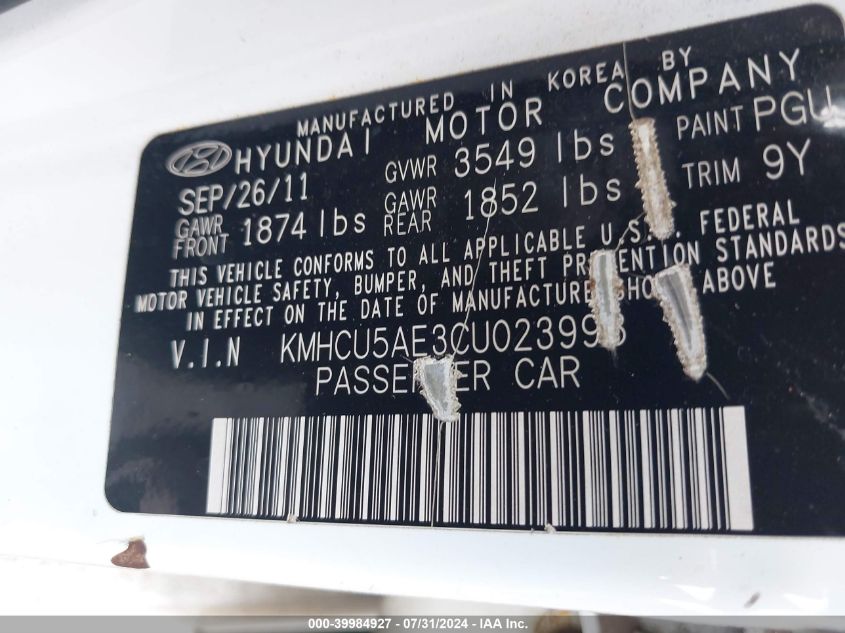 MANUFACTURED IN KOREA BY
HYUNDAI MOTOR COMPANY
SEP/26/11 GVWR 3549 lbs PAINT PGU
GAWR FRONT 1874 lbs GAWR REAR 1852 lbs TRIM 9Y
THIS VEHICLE CONFORMS TO ALL APPLICABLE U.S. FEDERAL
MOTOR VEHICLE SAFETY, BUMPER, AND THEFT PREVENTION STANDARDS
IN EFFECT ON THE DATE OF MANUFACTURE SHOWN ABOVE
V.I.N KMHCU5AE3CU023998
PASSENGER CAR
000-39984927 - 07/31/2024 - IAA Inc.